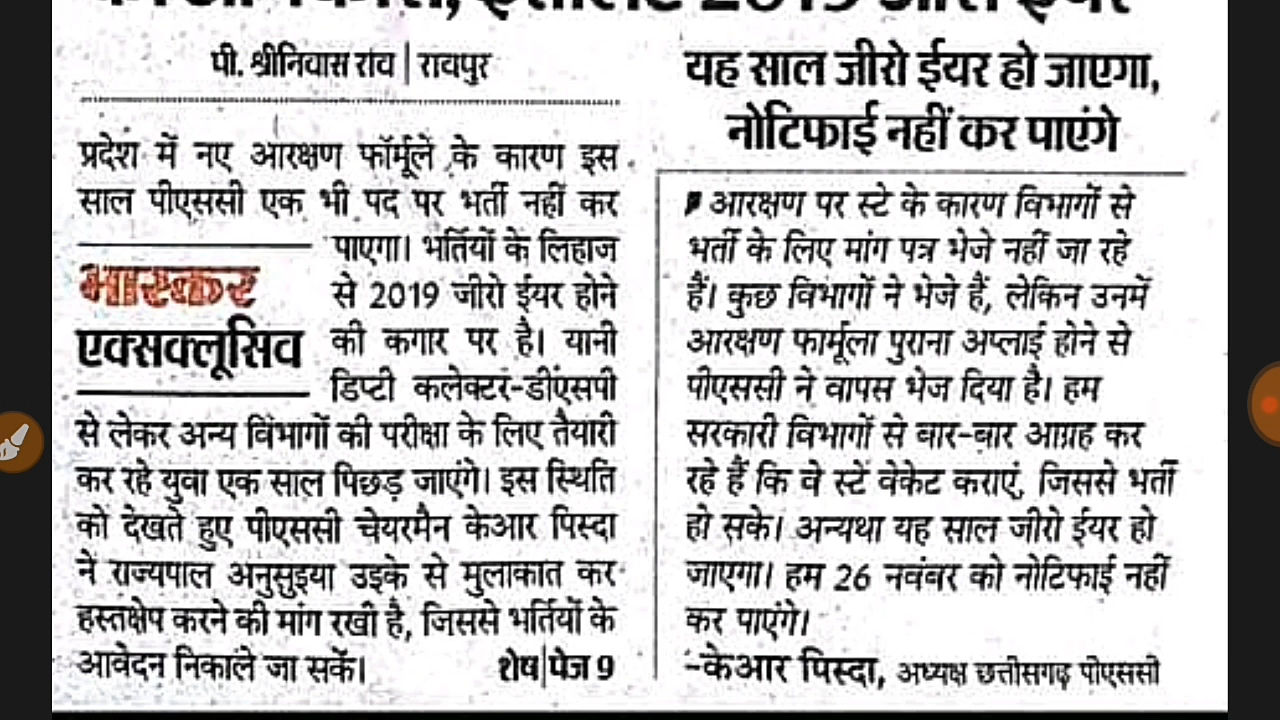 2019
पी. श्रीनिवास राव | रायपुर
प्रदेश में नए आरक्षण फॉर्मूले के कारण इस
साल पीएससी एक भी पद पर भर्ती नहीं कर
पाएगा। भर्तियों के लिहाज
से 2019 जीरो ईयर होने
की कगार पर है। यानी
डिप्टी कलेक्टर-डीएसपी
भास्कर
एक्सक्लूसिव
से लेकर अन्य विभागों की परीक्षा के लिए तैयारी
कर रहे युवा एक साल पिछड़ जाएंगे। इस स्थिति
को देखते हुए पीएससी चेयरमैन केआर पिस्दा
ने राज्यपाल अनुसुइया उइके से मुलाकात कर
हस्तक्षेप करने की मांग रखी है, जिससे भर्तियों के
आवेदन निकाले जा सकें।
शेष|पेज 9
यह साल जीरो ईयर हो जाएगा,
नोटिफाई नहीं कर पाएंगे
आरक्षण पर स्टे के कारण विभागों से
भर्ती के लिए मांग पत्र भेजे नहीं जा रहे
हैं। कुछ विभागों ने भेजे हैं, लेकिन उनमें
आरक्षण फार्मूला पुराना अप्लाई होने से
पीएससी ने वापस भेज दिया है। हम
सरकारी विभागों से बार-बार आग्रह कर
रहे हैं कि वे स्टे वेकेट कराएं, जिससे भर्ती
हो सके। अन्यथा यह साल जीरो ईयर हो
जाएगा। हम 26 नवंबर को नोटिफाई नहीं
कर पाएंगे।
-केआर पिस्दा, अध्यक्ष छत्तीसगढ़ पीएससी